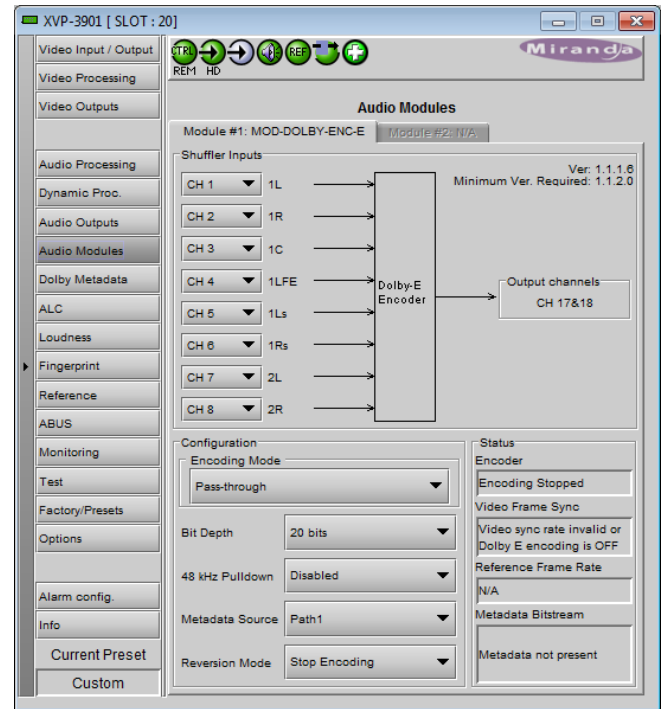 XVP-3901 [ SLOT : 20]
Video Input / Output
Video Processing
Video Outputs
Audio Processing
Dynamic Proc.
Audio Outputs
Audio Modules
Dolby Metadata
ALC
Loudness
Fingerprint
Reference
ABUS
Monitoring
Test
Factory/Presets
Options
Alarm config.
Info
Current Preset
Custom
CTRL
REF
REM HD
Miranda
Audio Modules
Module #1: MOD-DOLBY-ENC-E
Module #2: N/A
Shuffler Inputs
Ver: 1.1.1.6
Minimum Ver. Required: 1.1.2.0
CH 1 1L
CH 2 1R
CH 3 1C
CH 4 1LFE
CH 5 1Ls
CH 6 1Rs
CH 7 2L
CH 8 2R
Dolby-E
Encoder
Output channels
CH 17&18
Configuration
Encoding Mode
Pass-through
Bit Depth 20 bits
48 kHz Pulldown Disabled
Metadata Source Path1
Reversion Mode Stop Encoding
Status
Encoder
Encoding Stopped
Video Frame Sync
Video sync rate invalid or
Dolby E encoding is OFF
Reference Frame Rate
N/A
Metadata Bitstream
Metadata not present